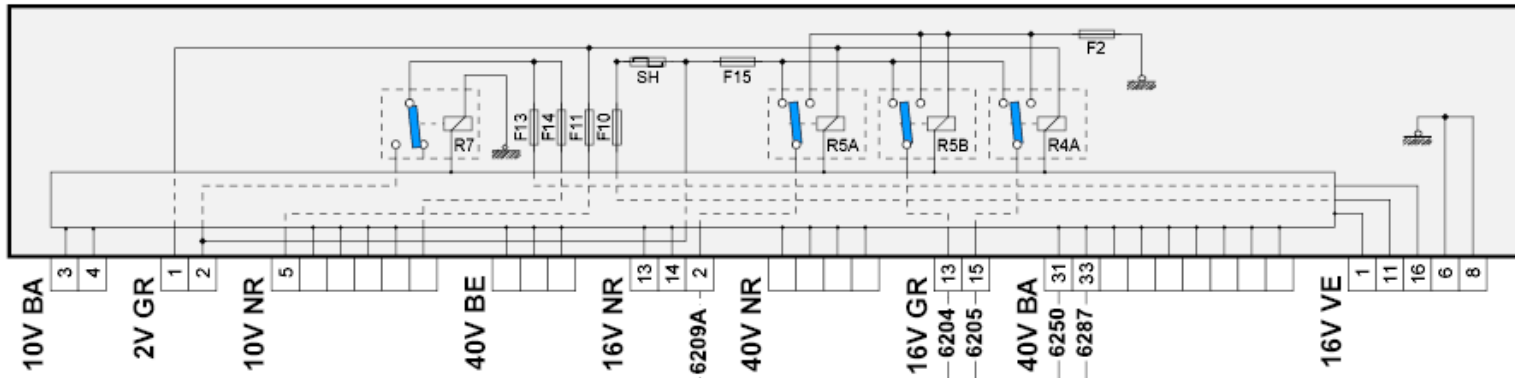 F2
SH
F15
F13
F14
F11
F10
R7
R5A
R5B
R4A
10V BA
3
4
2V GR
1
2
10V NR
5
40V BE
16V NR
13
14
2
6209A
40V NR
16V GR
13
15
6204
6205
40V BA
31
33
6250
6287
16V VE
1
11
16
6
8